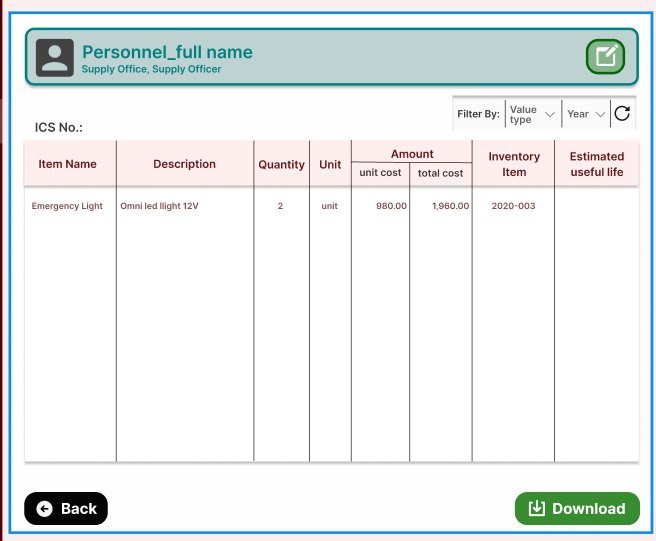 Personnel_full name
Supply Office, Supply Officer
Filter By: Value type Year
ICS No.:
Item Name Description Quantity Unit Amount unit cost total cost Inventory Item Estimated useful life
Emergency Light Omni led llight 12V 2 unit 980.00 1,960.00 2020-003
Back Download